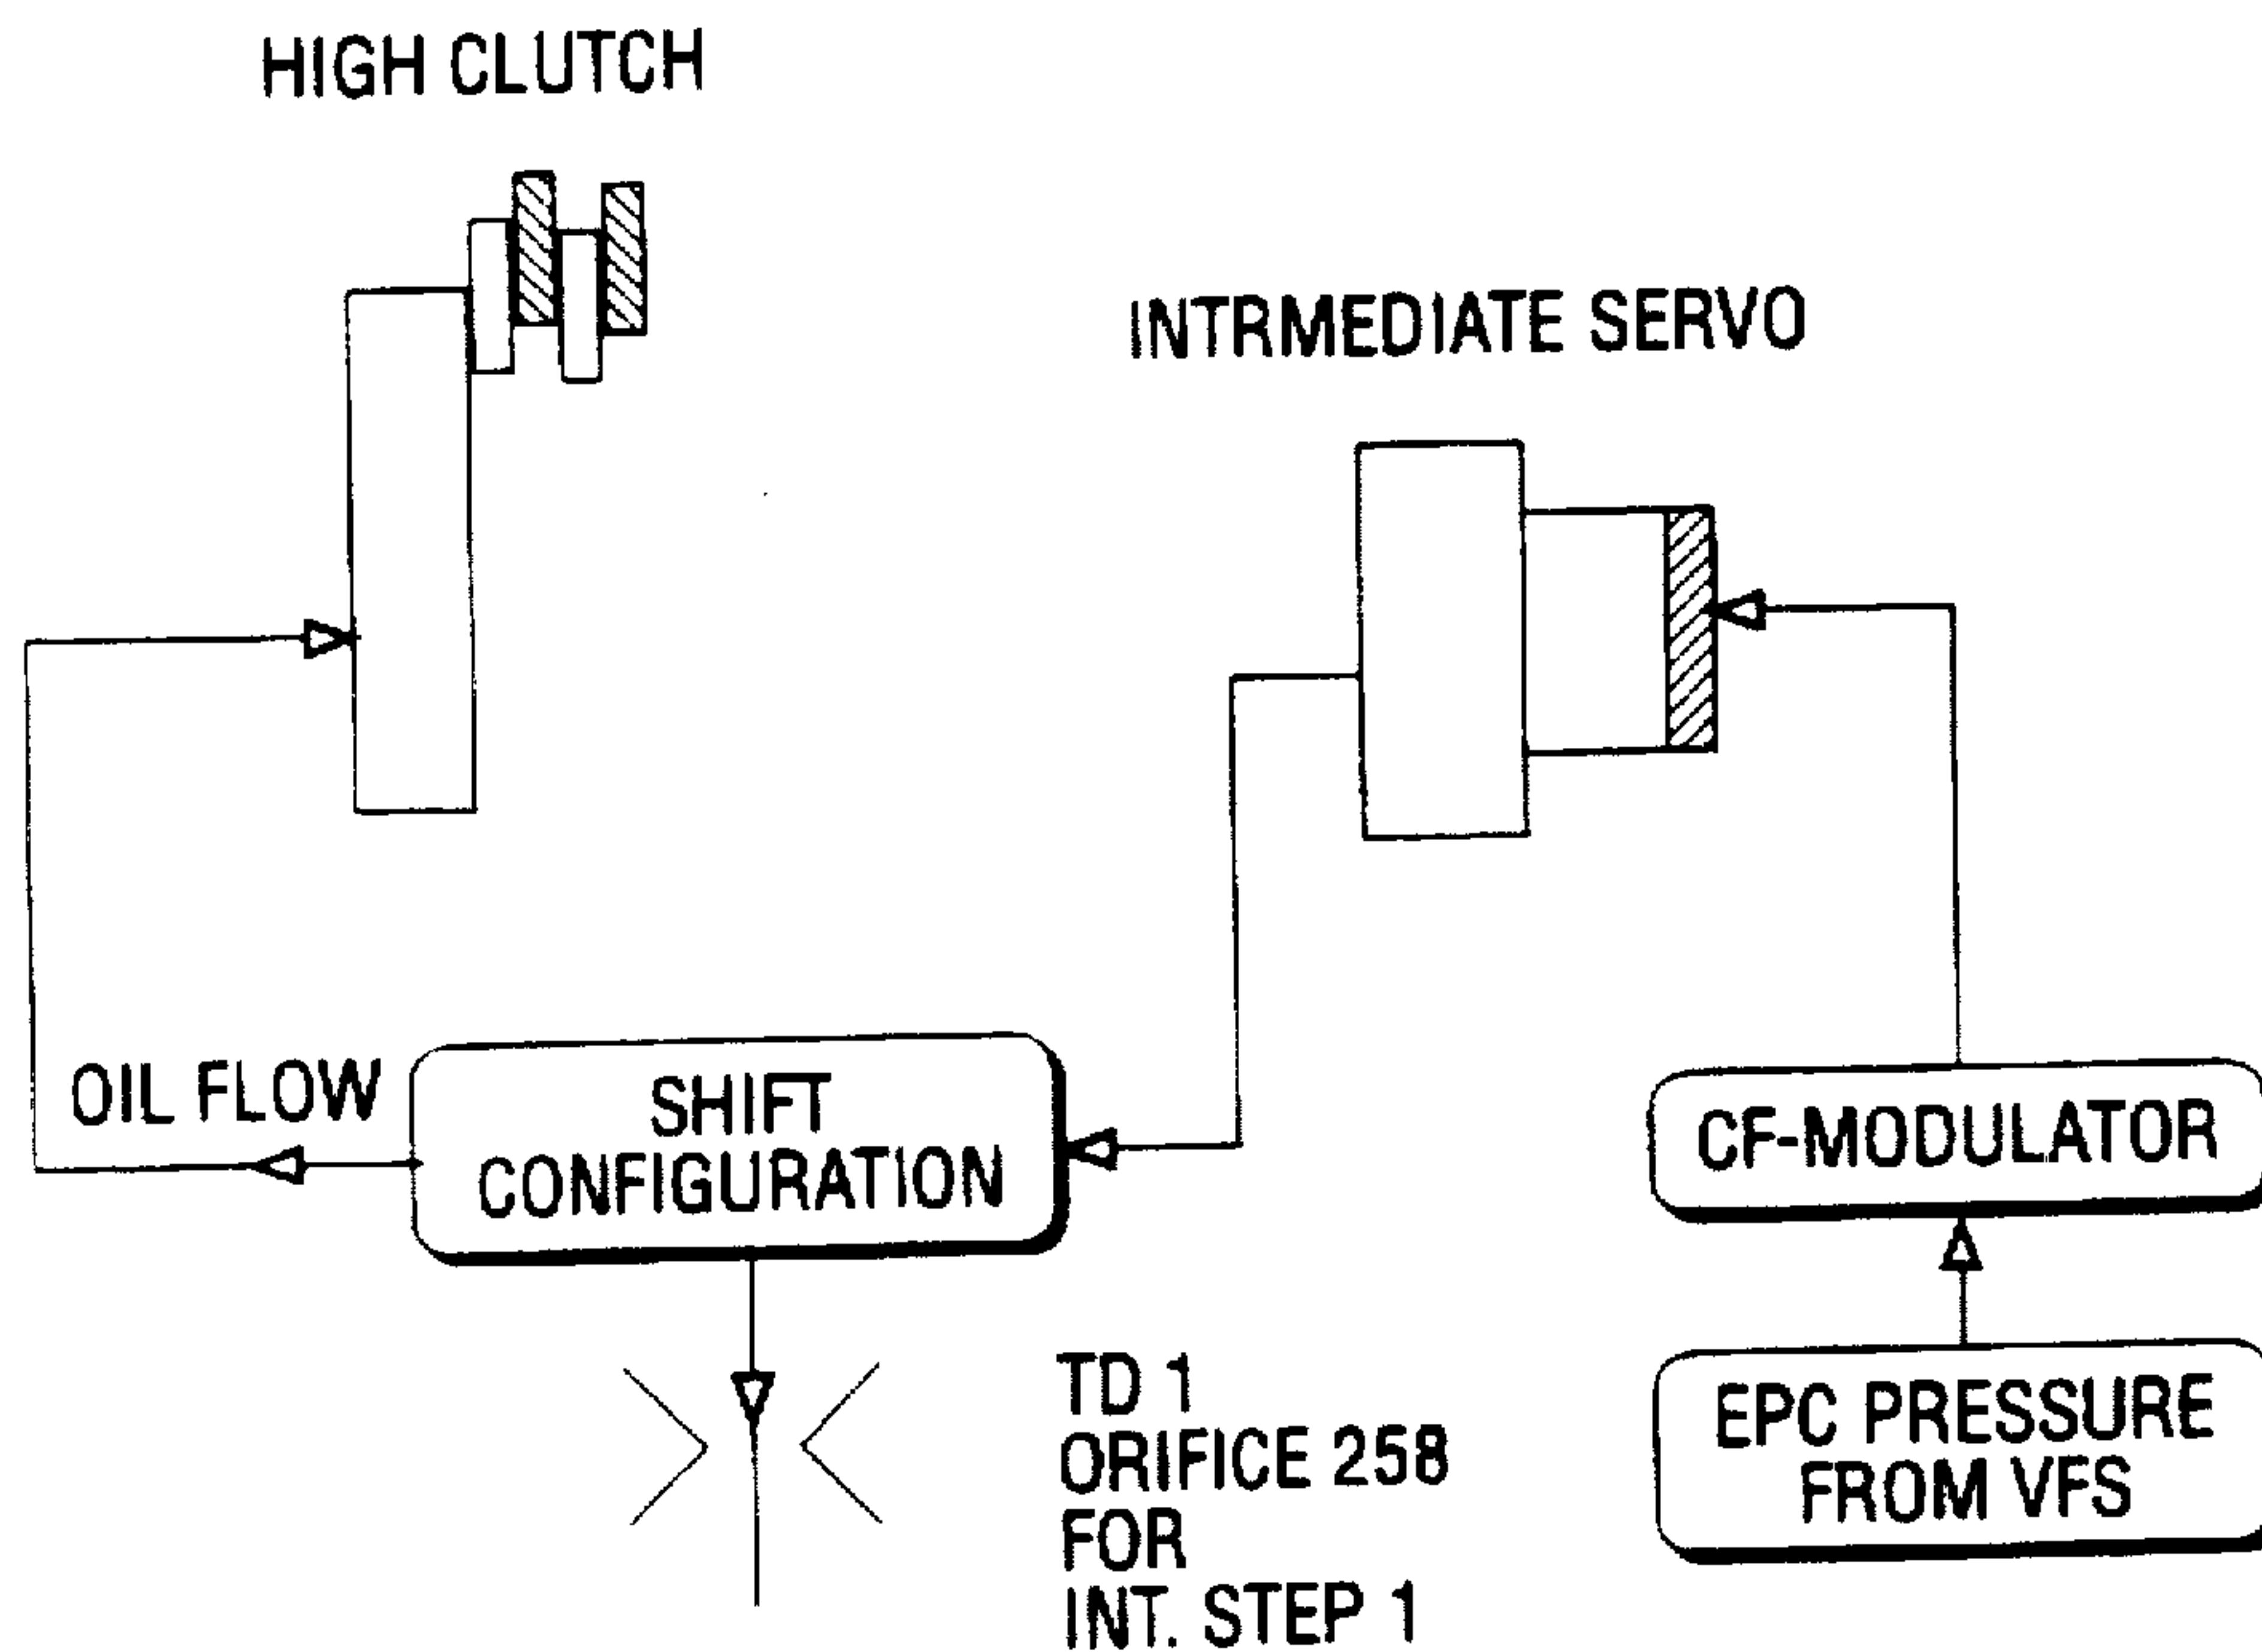 HIGH CLUTCH
INTRMEDIATE SERVO
OIL FLOW
SHIFT
CONFIGURATION
CF-MODULATOR
TD 1
ORIFICE 258
FOR
INT. STEP 1
EPC PRESSURE
FROM VFS